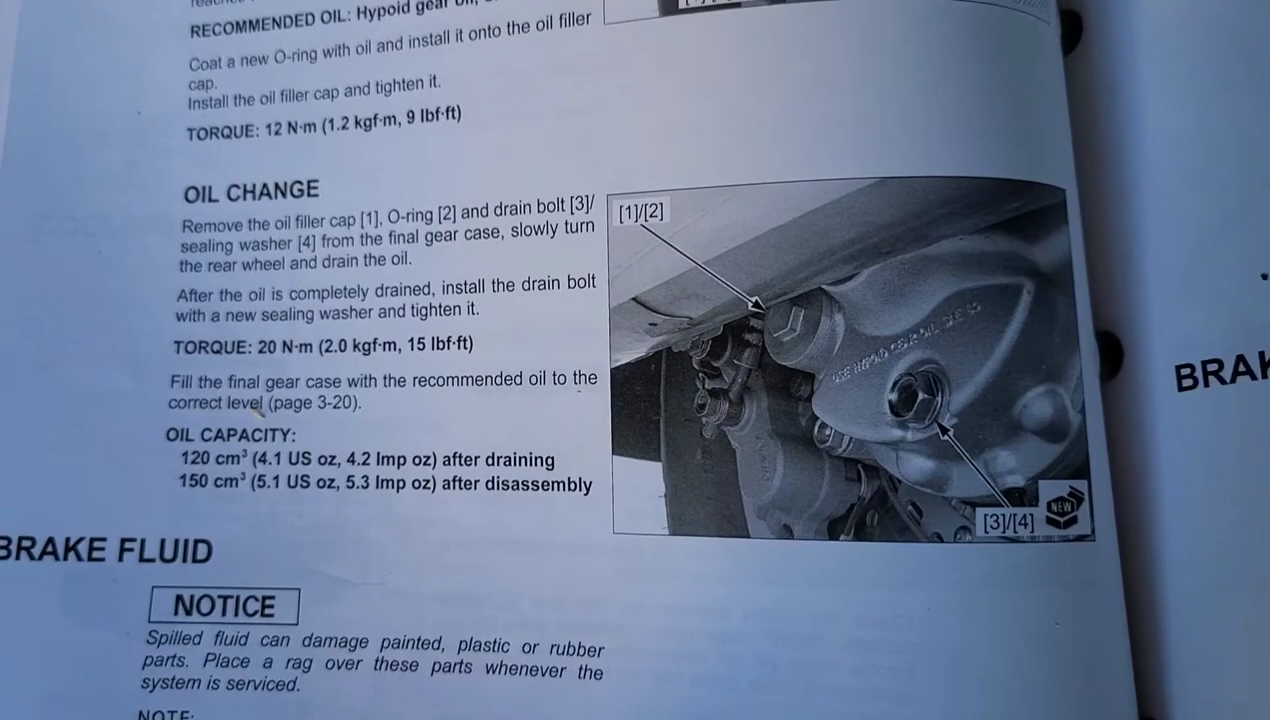 RECOMMENDED OIL: Hypoid gear oil,
Coat a new O-ring with oil and install it onto the oil filler
cap.
Install the oil filler cap and tighten it.
TORQUE: 12 N·m (1.2 kgf·m, 9 lbf·ft)
OIL CHANGE
Remove the oil filler cap [1], O-ring [2] and drain bolt [3]/
sealing washer [4] from the final gear case, slowly turn
the rear wheel and drain the oil.
After the oil is completely drained, install the drain bolt
with a new sealing washer and tighten it.
TORQUE: 20 N·m (2.0 kgf·m, 15 lbf·ft)
Fill the final gear case with the recommended oil to the
correct level (page 3-20).
OIL CAPACITY:
120 cm³ (4.1 US oz, 4.2 Imp oz) after draining
150 cm³ (5.1 US oz, 5.3 Imp oz) after disassembly
[1]/[2]
USE HYPOID GEAR OIL SAE 80
[3]/[4]
NEW
BRAKE FLUID
NOTICE
Spilled fluid can damage painted, plastic or rubber
parts. Place a rag over these parts whenever the
system is serviced.
NOTE:
BRAK